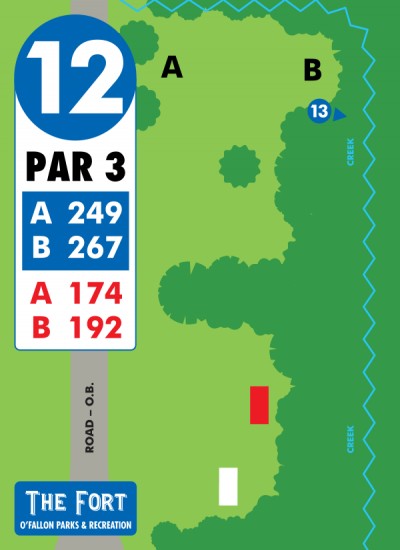 12
PAR 3
A 249
B 267
A 174
B 192
A
B
13
CREEK
ROAD – O.B.
CREEK
THE FORT
O'FALLON PARKS & RECREATION